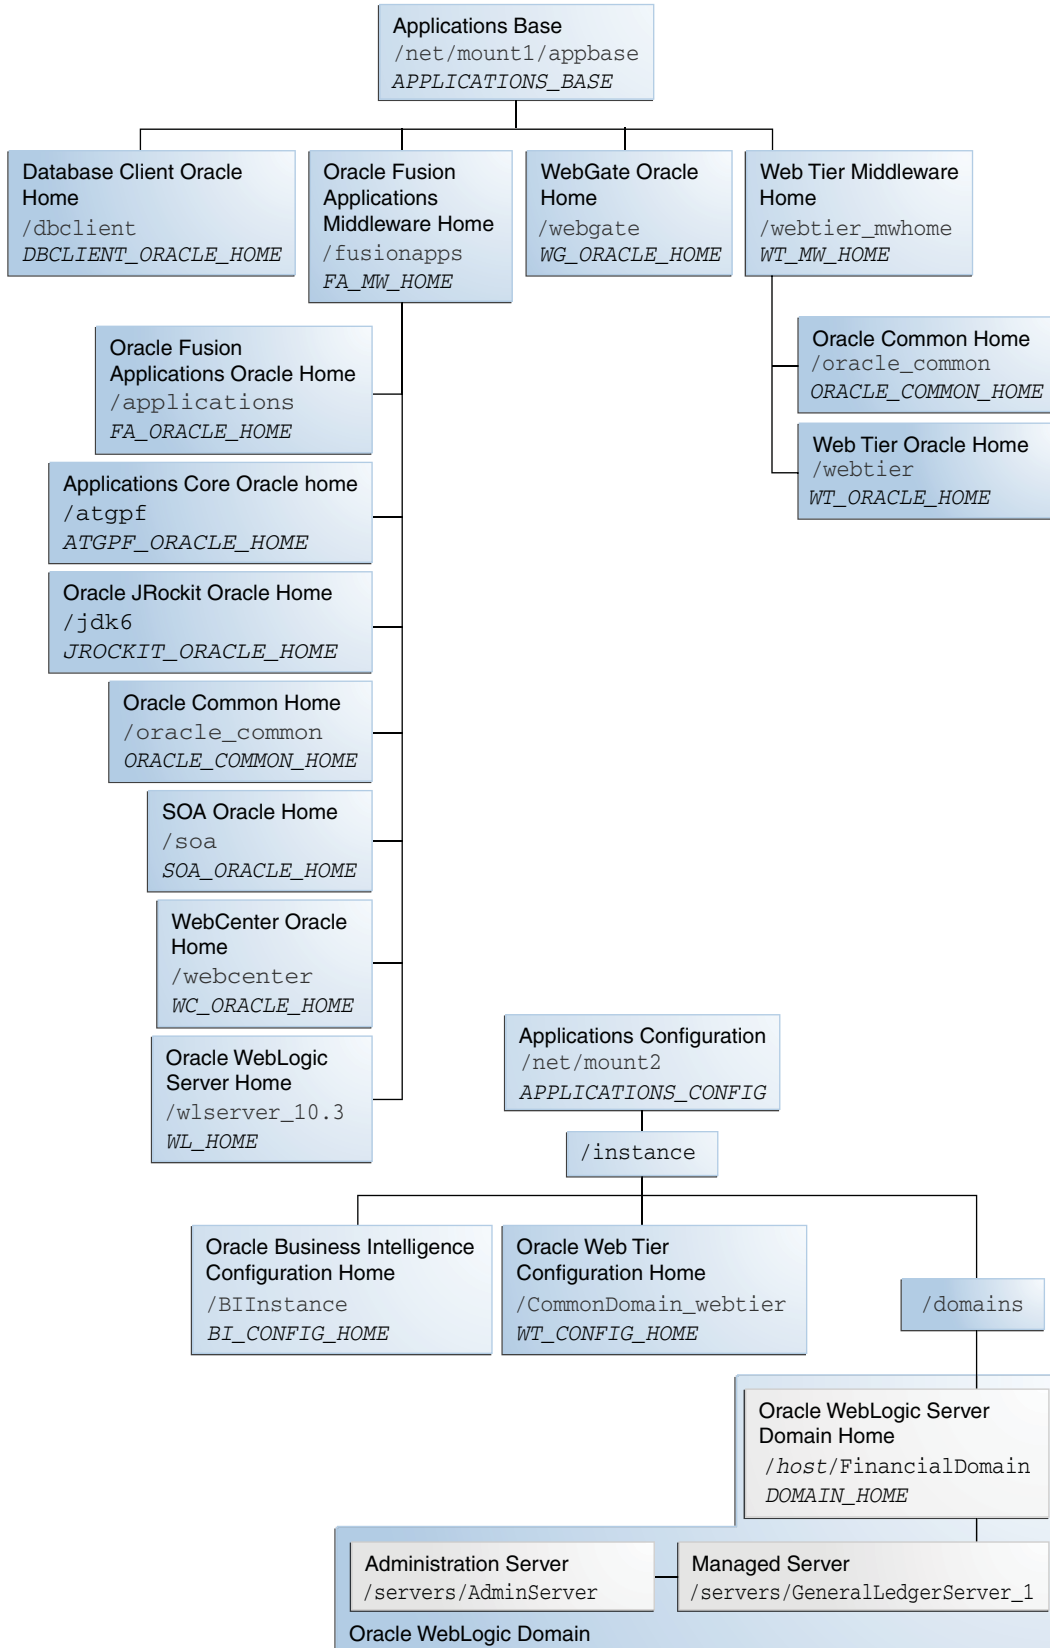 Applications Base
/net/mount1/appbase
APPLICATIONS_BASE
Database Client Oracle
Home
/dbclient
DBCLIENT_ORACLE_HOME
Oracle Fusion
Applications
Middleware Home
/fusionapps
FA_MW_HOME
WebGate Oracle
Home
/webgate
WG_ORACLE_HOME
Web Tier Middleware
Home
/webtier_mwhome
WT_MW_HOME
Oracle Common Home
/oracle_common
ORACLE_COMMON_HOME
Web Tier Oracle Home
/webtier
WT_ORACLE_HOME
Oracle Fusion
Applications Oracle Home
/applications
FA_ORACLE_HOME
Applications Core Oracle home
/atgpf
ATGPF_ORACLE_HOME
Oracle JRockit Oracle Home
/jdk6
JROCKIT_ORACLE_HOME
Oracle Common Home
/oracle_common
ORACLE_COMMON_HOME
SOA Oracle Home
/soa
SOA_ORACLE_HOME
WebCenter Oracle
Home
/webcenter
WC_ORACLE_HOME
Oracle WebLogic
Server Home
/wlserver_10.3
WL_HOME
Applications Configuration
/net/mount2
APPLICATIONS_CONFIG
/instance
Oracle Business Intelligence
Configuration Home
/BIInstance
BI_CONFIG_HOME
Oracle Web Tier
Configuration Home
/CommonDomain_webtier
WT_CONFIG_HOME
/domains
Oracle WebLogic Server
Domain Home
/host/FinancialDomain
DOMAIN_HOME
Administration Server
/servers/AdminServer
Managed Server
/servers/GeneralLedgerServer_1
Oracle WebLogic Domain